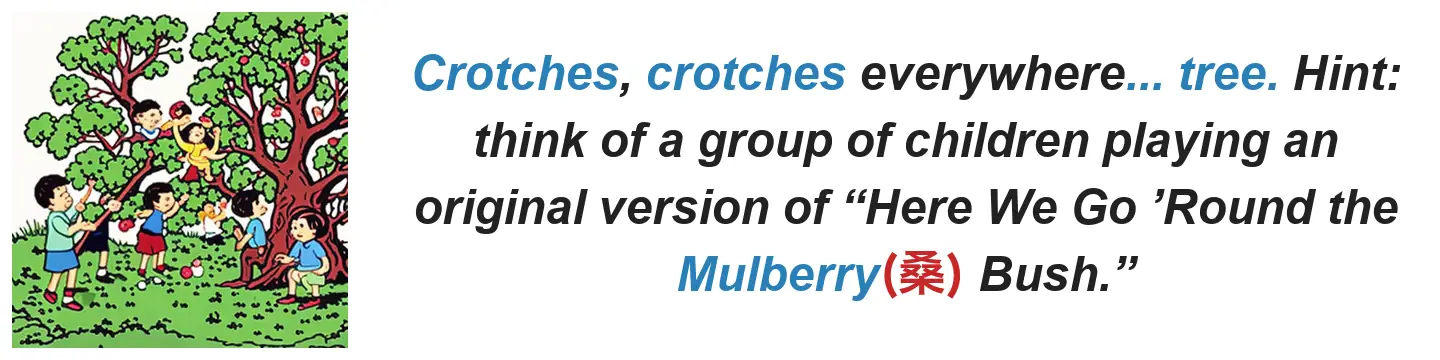 Crotches, crotches everywhere... tree. Hint:
think of a group of children playing an
original version of “Here We Go ’Round the
Mulberry(桑) Bush.”